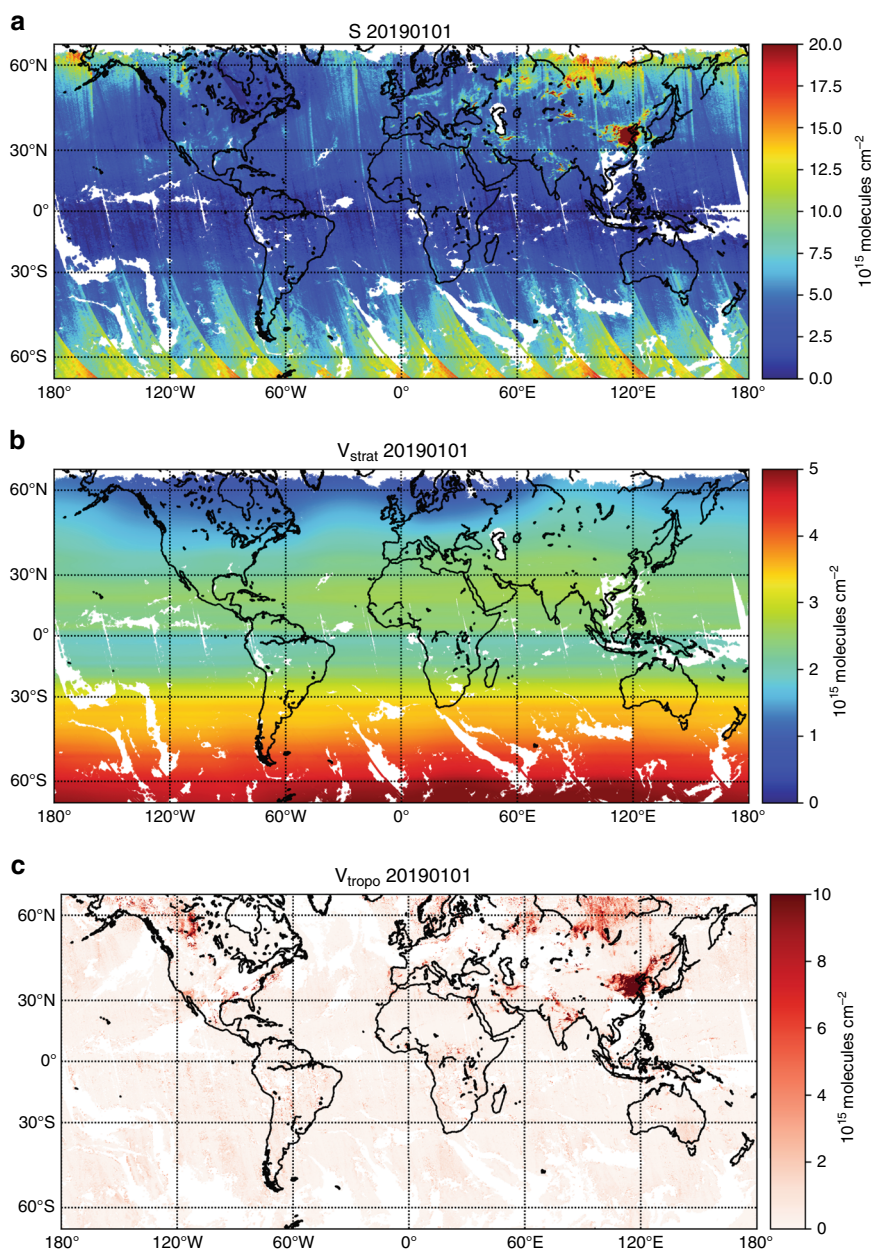 a
S 20190101
60°N
30°N
0°
30°S
60°S
180° 120°W 60°W 0° 60°E 120°E 180°
20.0
17.5
15.0
12.5
10.0
7.5
5.0
2.5
0.0
10¹⁵ molecules cm⁻²
b
V_strat 20190101
60°N
30°N
0°
30°S
60°S
180° 120°W 60°W 0° 60°E 120°E 180°
5
4
3
2
1
0
10¹⁵ molecules cm⁻²
c
V_tropo 20190101
60°N
30°N
0°
30°S
60°S
180° 120°W 60°W 0° 60°E 120°E 180°
10
8
6
4
2
0
10¹⁵ molecules cm⁻²